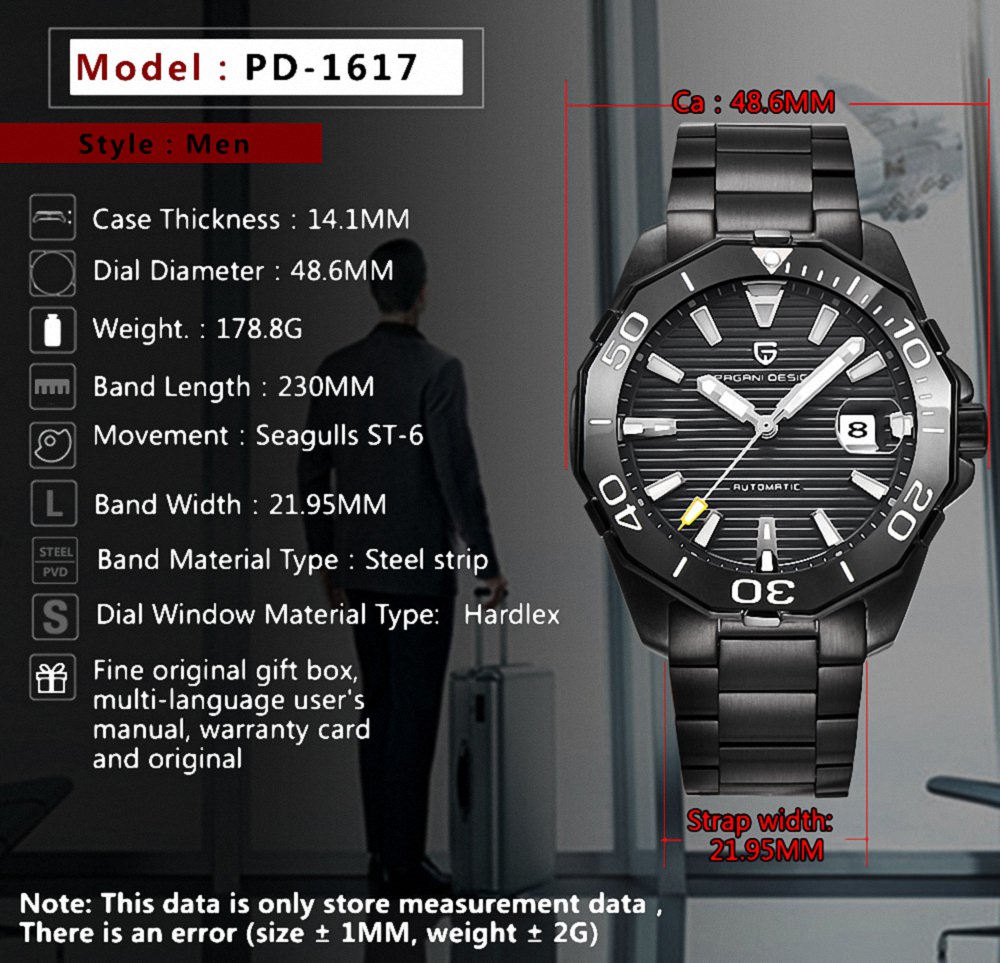 Model : PD-1617
Style : Men
Case Thickness : 14.1MM
Dial Diameter : 48.6MM
Weight. : 178.8G
Band Length : 230MM
Movement : Seagulls ST-6
L
Band Width : 21.95MM
STEEL
PVD
Band Material Type : Steel strip
S
Dial Window Material Type: Hardlex
Fine original gift box,
multi-language user's
manual, warranty card
and original
Ca : 48.6MM
50
10
PAGANI DESIG
8
AUTOMATIC
40
20
30
Strap width:
21.95MM
Note: This data is only store measurement data ,
There is an error (size ± 1MM, weight ± 2G)